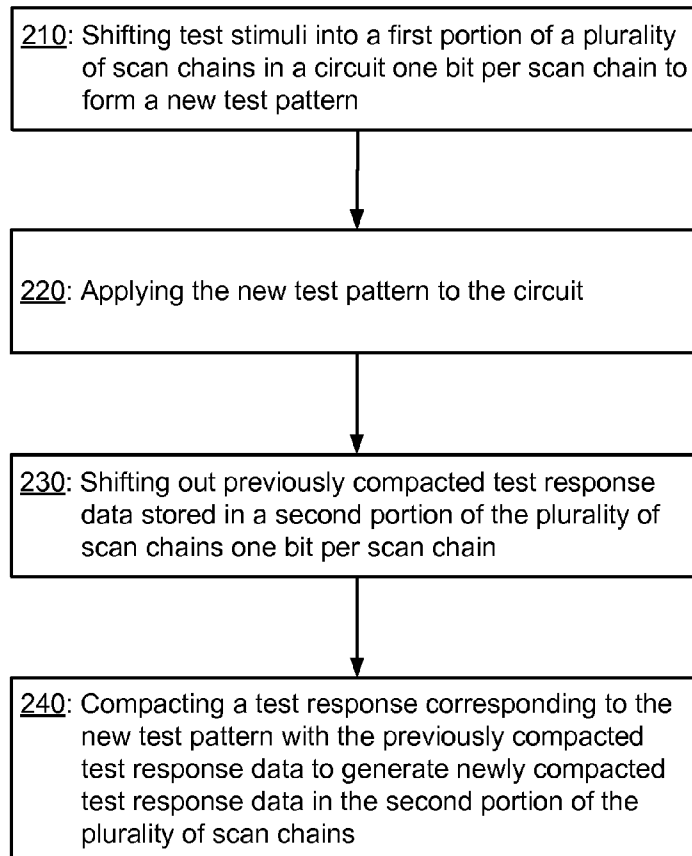 210: Shifting test stimuli into a first portion of a plurality
of scan chains in a circuit one bit per scan chain to
form a new test pattern
220: Applying the new test pattern to the circuit
230: Shifting out previously compacted test response
data stored in a second portion of the plurality of
scan chains one bit per scan chain
240: Compacting a test response corresponding to the
new test pattern with the previously compacted
test response data to generate newly compacted
test response data in the second portion of the
plurality of scan chains